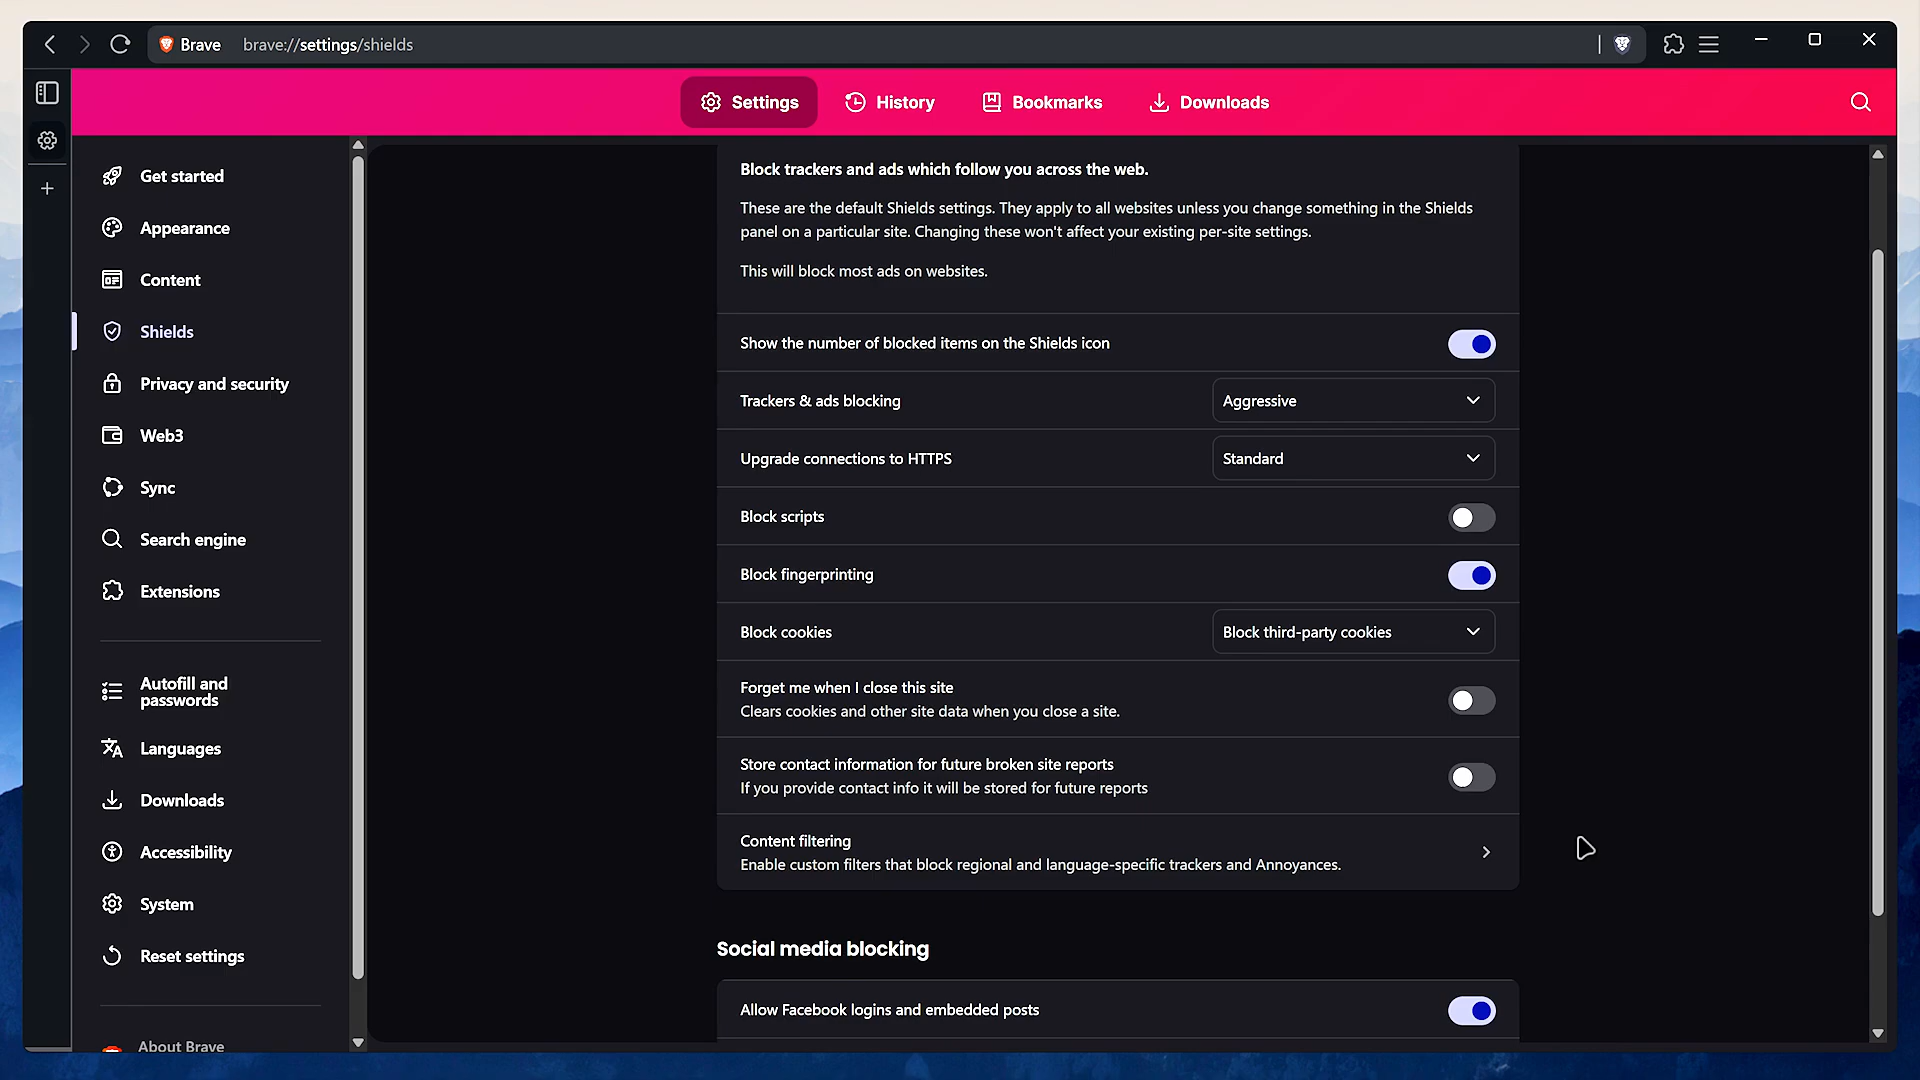 Brave
brave://settings/shields
Settings
History
Bookmarks
Downloads
Get started
Appearance
Content
Shields
Privacy and security
Web3
Sync
Search engine
Extensions
Autofill and
passwords
Languages
Downloads
Accessibility
System
Reset settings
About Brave
Block trackers and ads which follow you across the web.
These are the default Shields settings. They apply to all websites unless you change something in the Shields
panel on a particular site. Changing these won't affect your existing per-site settings.
This will block most ads on websites.
Show the number of blocked items on the Shields icon
Trackers & ads blocking
Aggressive
Upgrade connections to HTTPS
Standard
Block scripts
Block fingerprinting
Block cookies
Block third-party cookies
Forget me when I close this site
Clears cookies and other site data when you close a site.
Store contact information for future broken site reports
If you provide contact info it will be stored for future reports
Content filtering
Enable custom filters that block regional and language-specific trackers and Annoyances.
Social media blocking
Allow Facebook logins and embedded posts